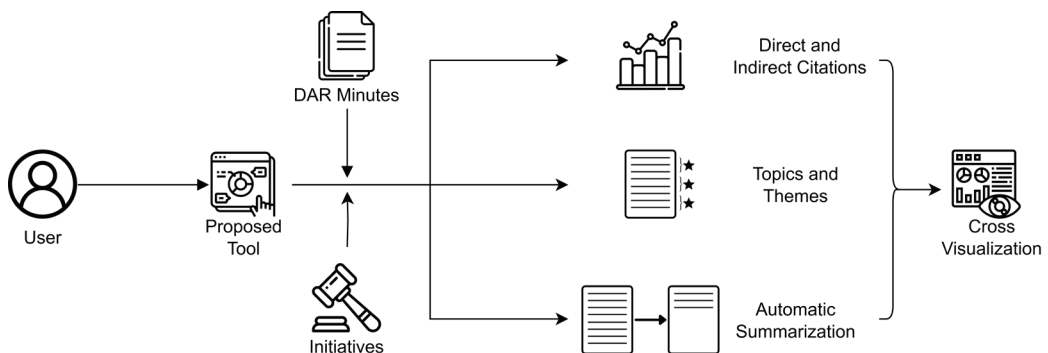 User
Proposed
Tool
DAR Minutes
Initiatives
Direct and
Indirect Citations
Topics and
Themes
Automatic
Summarization
Cross
Visualization